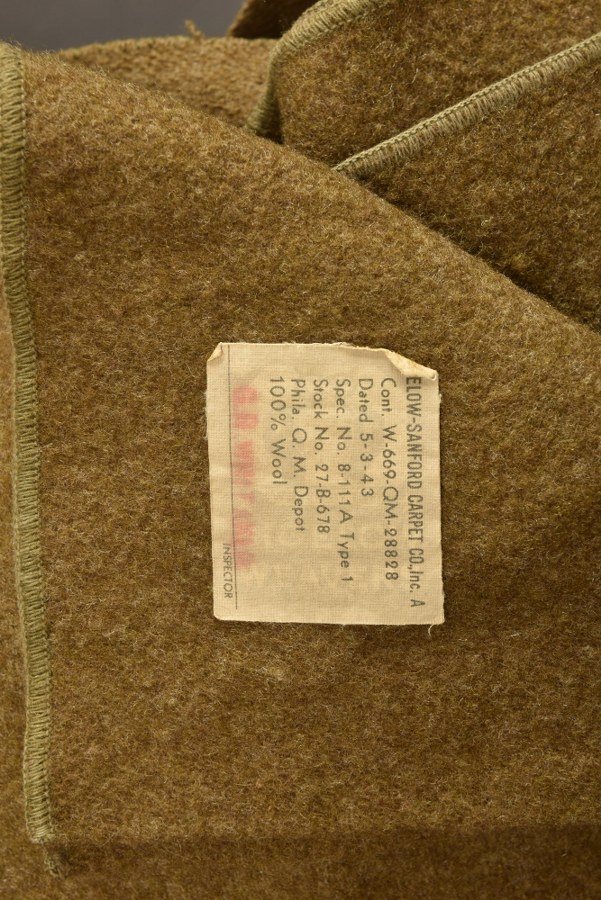 ELOW-SANFORD CARPET CO., Inc. A
Cont. W-669-QM-28828
Dated 5-3-43
Spec. No. 8-111A Type 1
Stock No. 27-B-678
Phila. Q. M. Depot
100% Wool
INSPECTOR